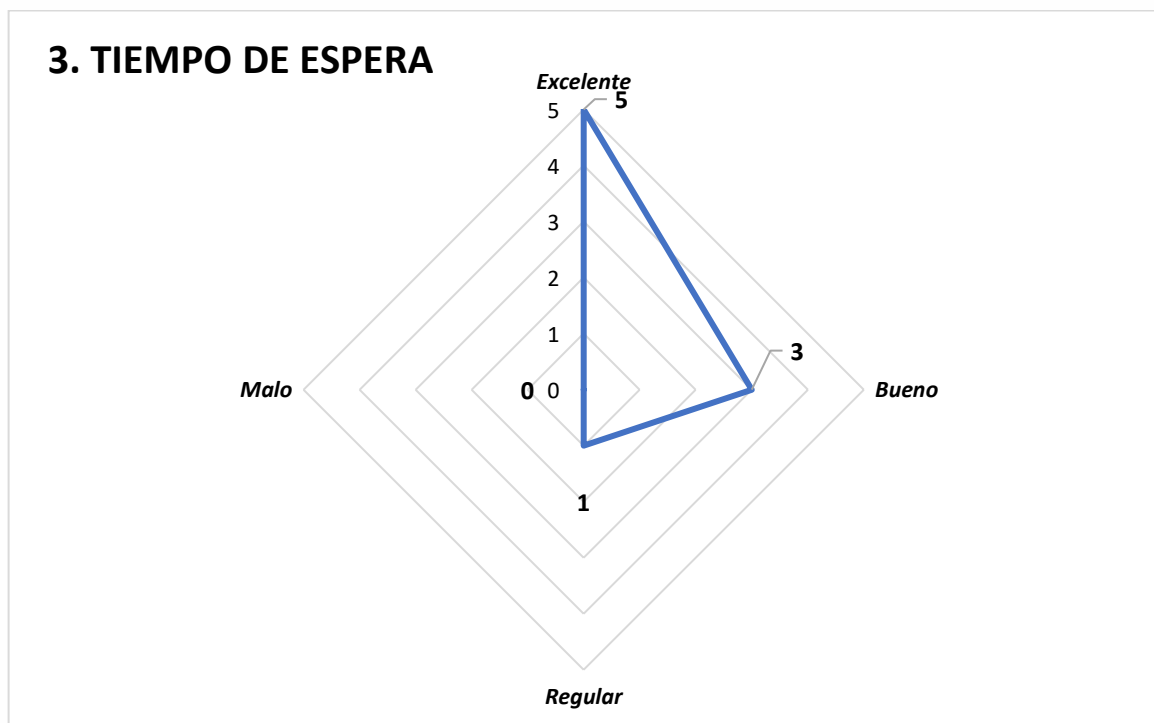 3. TIEMPO DE ESPERA
Excelente
5
5
4
3
2
1
3
Malo
0
0
Bueno
1
Regular